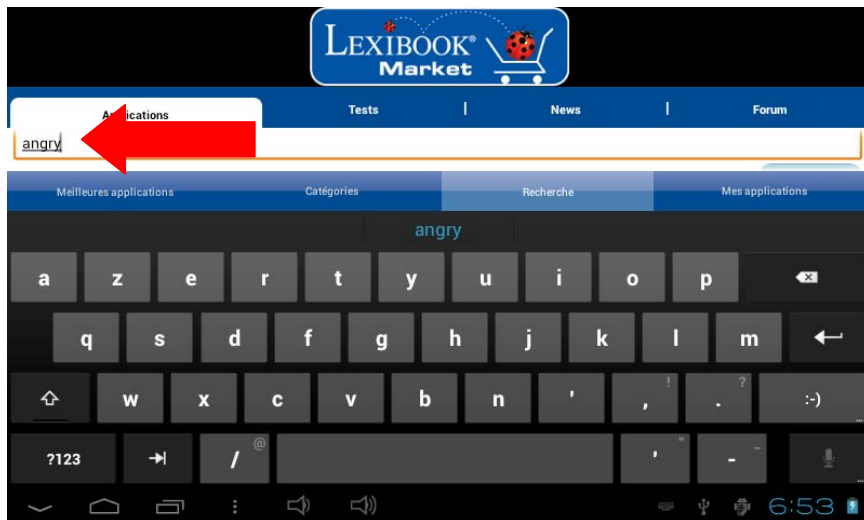 LEXIBOOK®
Market
Applications
Tests | News | Forum
angry
Meilleures applications Catégories Recherche Mes applications
angry
a z e r t y u i o p
q s d f g h j k l m
w x c v b n ' , ! . ? :-)
?123 / @ ' " - _
6:53